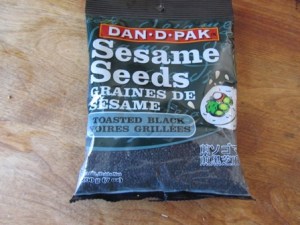 DAN·D·PAK
Sesame
Seeds
GRAINES DE
SÉSAME
TOASTED BLACK
NOIRES GRILLÉES